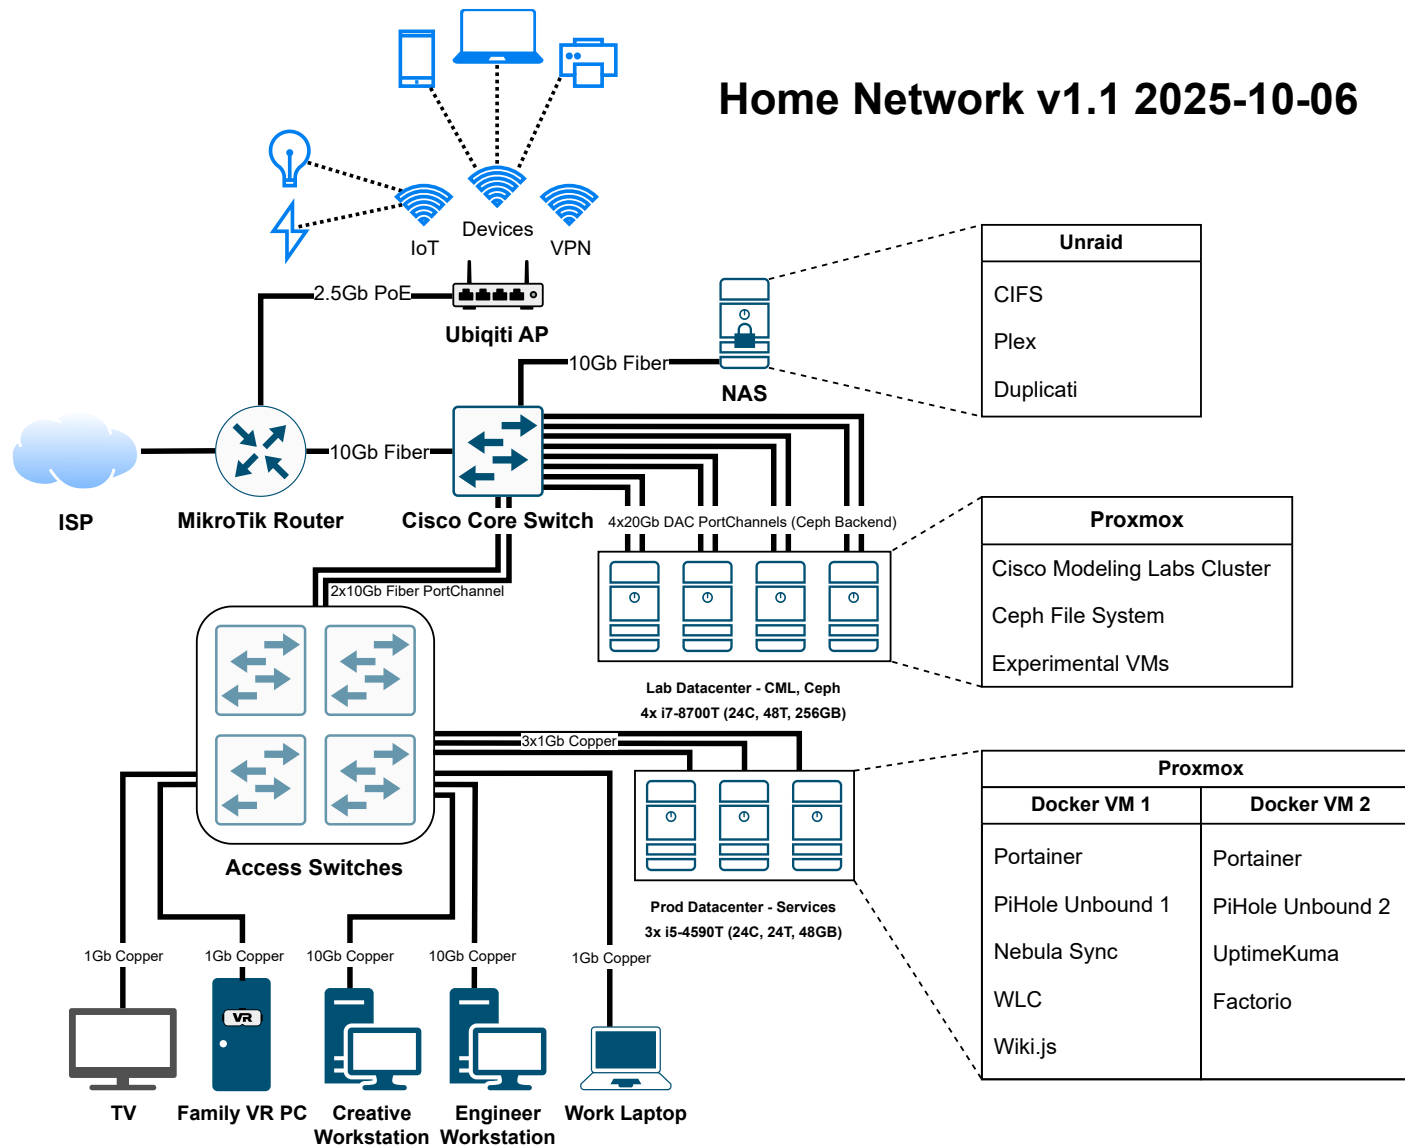 Home Network v1.1 2025-10-06
IoT
Devices
VPN
2.5Gb PoE
Ubiqiti AP
10Gb Fiber
NAS
Unraid
CIFS
Plex
Duplicati
ISP
MikroTik Router
10Gb Fiber
Cisco Core Switch
4x20Gb DAC PortChannels (Ceph Backend)
2x10Gb Fiber PortChannel
Proxmox
Cisco Modeling Labs Cluster
Ceph File System
Experimental VMs
Lab Datacenter - CML, Ceph
4x i7-8700T (24C, 48T, 256GB)
3x1Gb Copper
Access Switches
Prod Datacenter - Services
3x i5-4590T (24C, 24T, 48GB)
Proxmox
Docker VM 1
Docker VM 2
Portainer
PiHole Unbound 1
Nebula Sync
WLC
Wiki.js
Portainer
PiHole Unbound 2
UptimeKuma
Factorio
1Gb Copper
1Gb Copper
10Gb Copper
10Gb Copper
1Gb Copper
VR
TV
Family VR PC
Creative
Workstation
Engineer
Workstation
Work Laptop